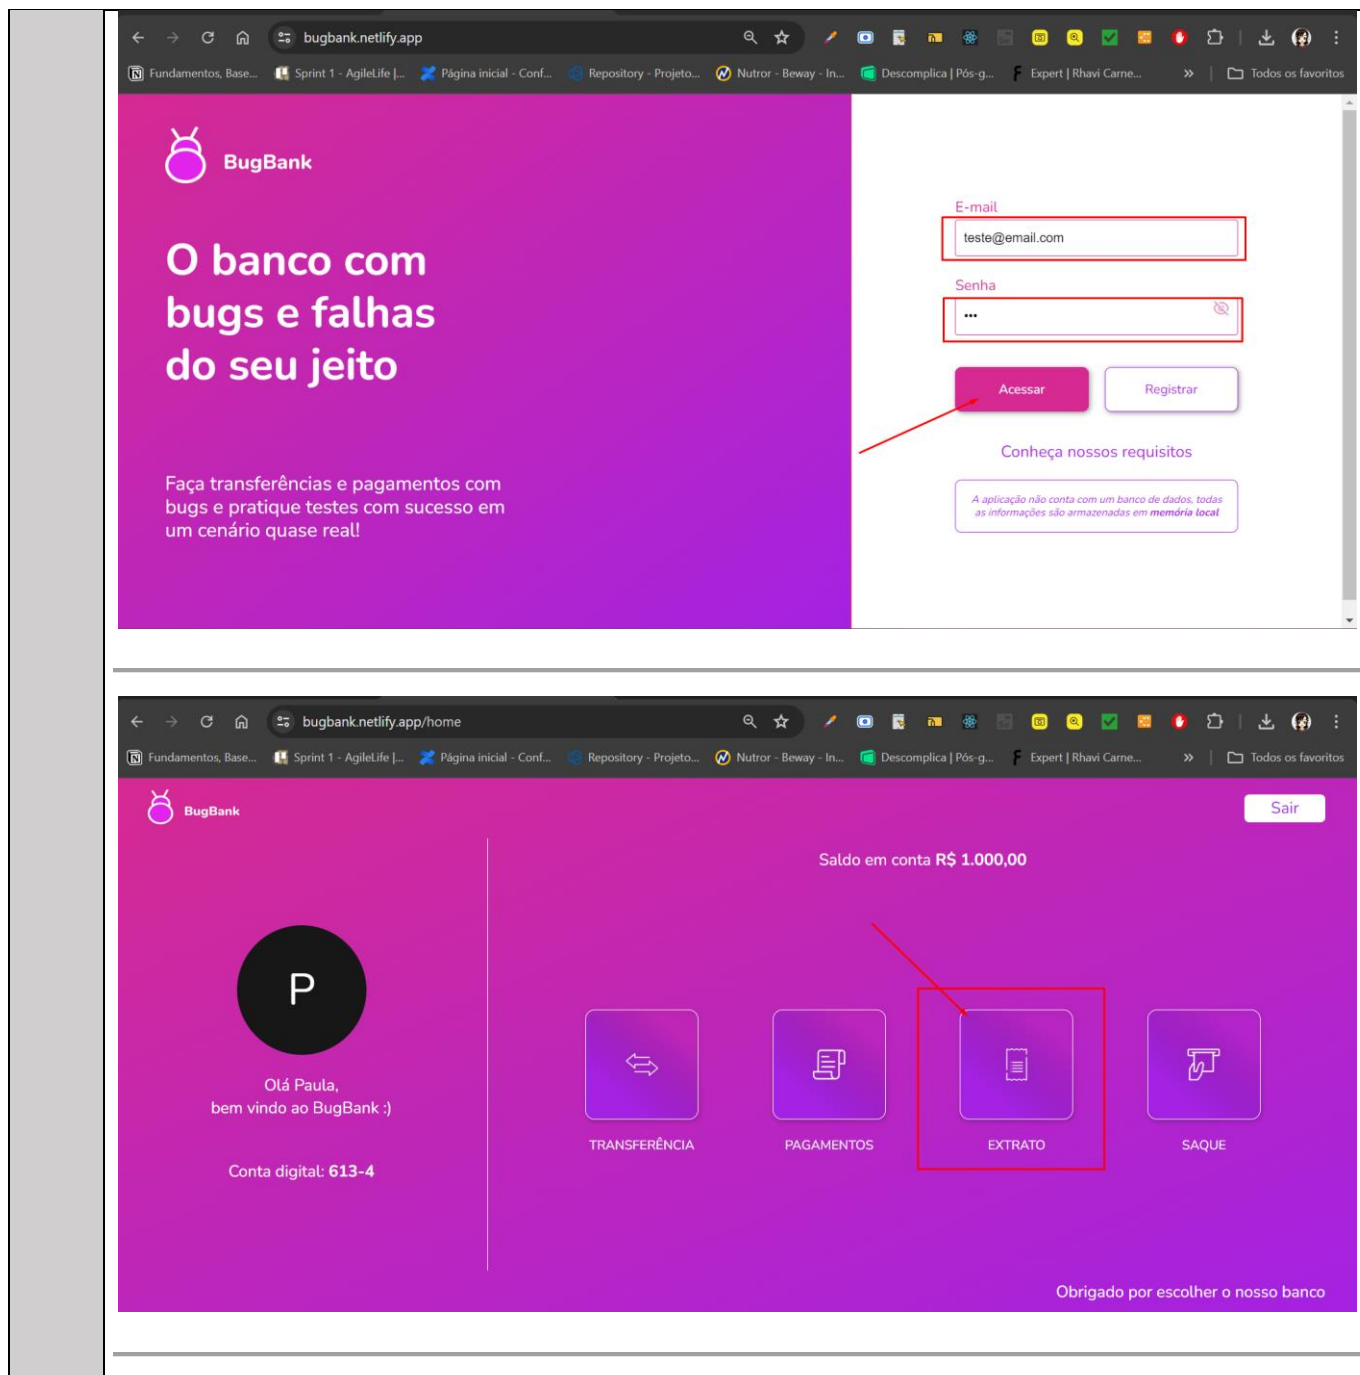 bugbank.netlify.app
Fundamentos, Base... Sprint 1 - AgileLife |... Página inicial - Conf... Repository - Projeto... Nutror - Beway - In... Descomplica | Pós-g... Expert | Rhavi Carne... » Todos os favoritos
BugBank
O banco com
bugs e falhas
do seu jeito
Faça transferências e pagamentos com
bugs e pratique testes com sucesso em
um cenário quase real!
E-mail
teste@email.com
Senha
•••
Acessar Registrar
Conheça nossos requisitos
A aplicação não conta com um banco de dados, todas
as informações são armazenadas em memória local
bugbank.netlify.app/home
Fundamentos, Base... Sprint 1 - AgileLife |... Página inicial - Conf... Repository - Projeto... Nutror - Beway - In... Descomplica | Pós-g... Expert | Rhavi Carne... » Todos os favoritos
BugBank
Sair
Saldo em conta R$ 1.000,00
P
Olá Paula,
bem vindo ao BugBank :)
Conta digital: 613-4
TRANSFERÊNCIA PAGAMENTOS EXTRATO SAQUE
Obrigado por escolher o nosso banco